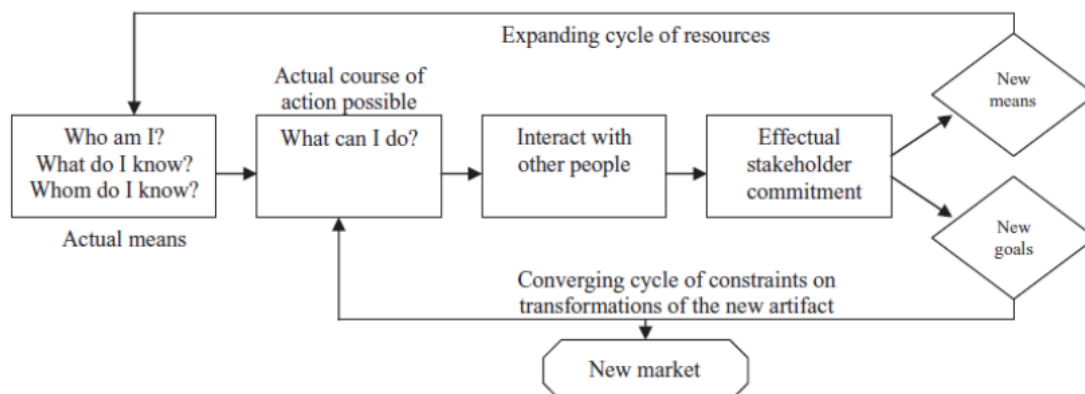 Expanding cycle of resources
Actual course of
action possible
New
means
Who am I?
What do I know?
Whom do I know?
What can I do?
Interact with
other people
Effectual
stakeholder
commitment
Actual means
New
goals
Converging cycle of constraints on
transformations of the new artifact
New market